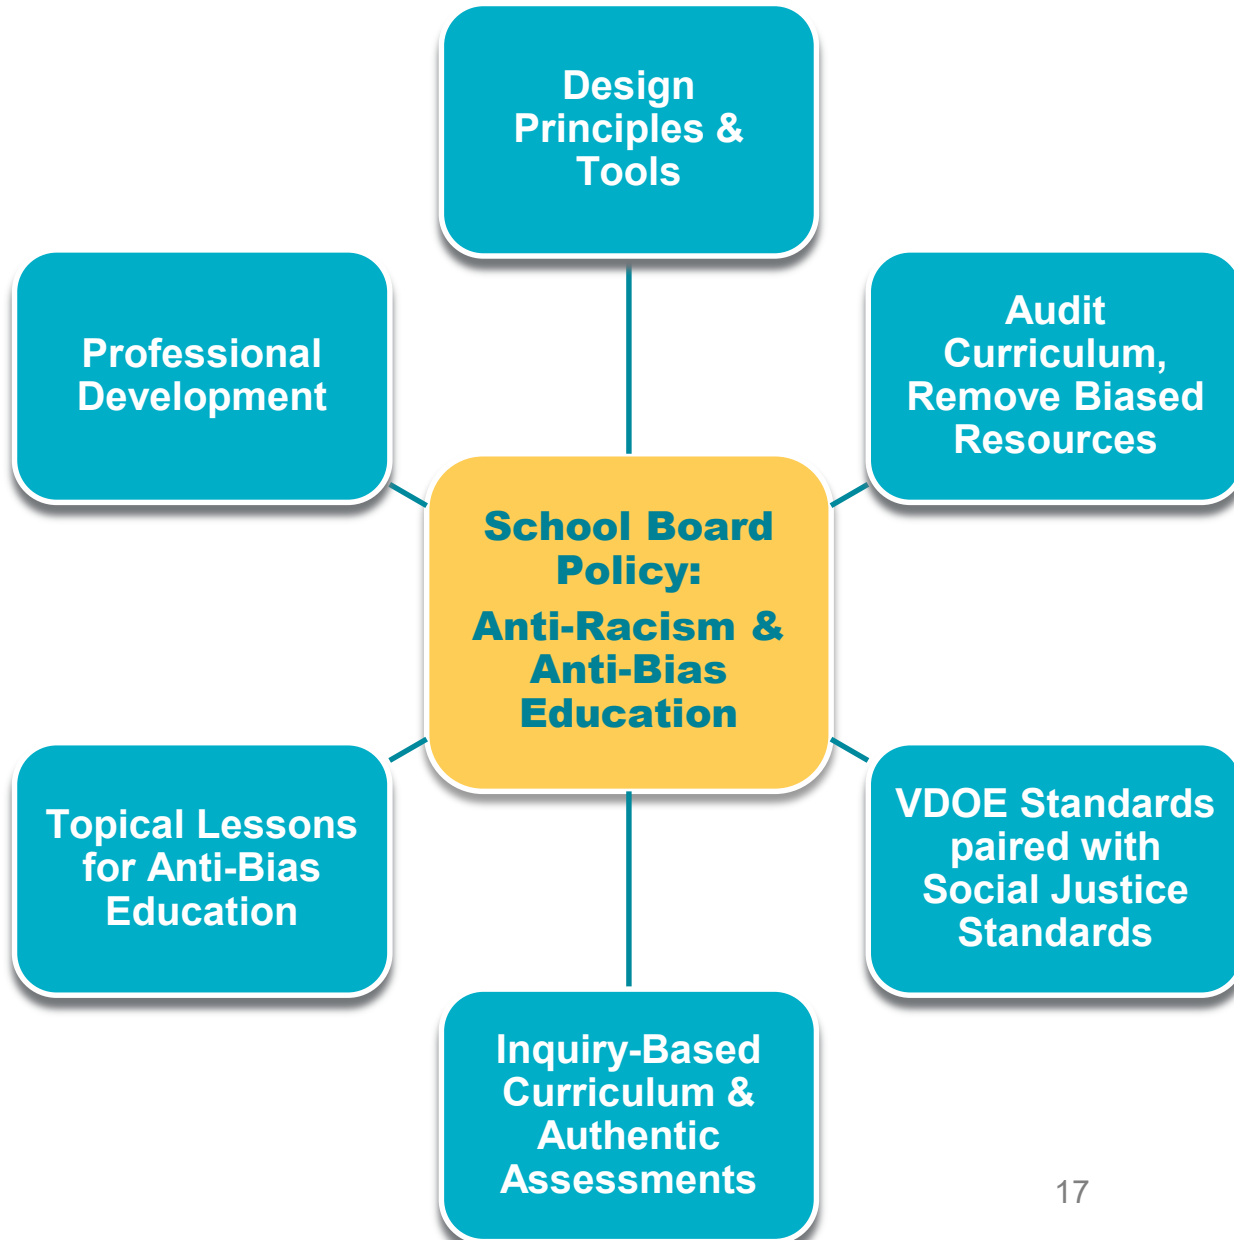 Design
Principles &
Tools
Audit
Curriculum,
Remove Biased
Resources
VDOE Standards
paired with
Social Justice
Standards
Inquiry-Based
Curriculum &
Authentic
Assessments
Topical Lessons
for Anti-Bias
Education
Professional
Development
School Board
Policy:
Anti-Racism &
Anti-Bias
Education
17